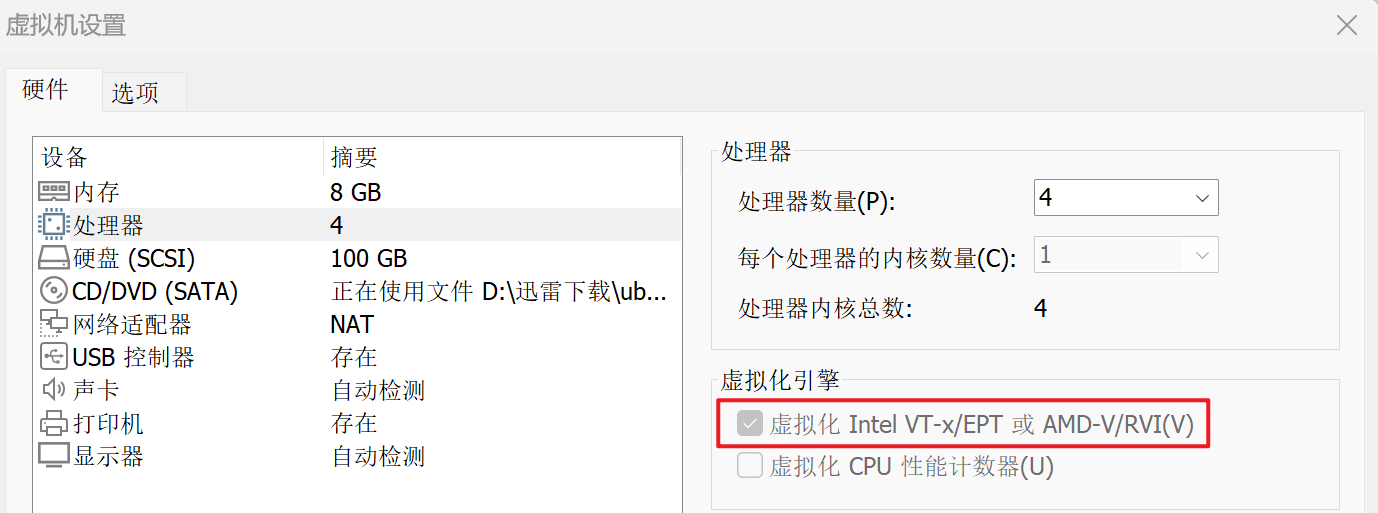 虚拟机设置
硬件
选项
设备 摘要
内存 8 GB
处理器 4
硬盘 (SCSI) 100 GB
CD/DVD (SATA) 正在使用文件 D:\迅雷下载\ub...
网络适配器 NAT
USB 控制器 存在
声卡 自动检测
打印机 存在
显示器 自动检测
处理器
处理器数量(P): 4
每个处理器的内核数量(C): 1
处理器内核总数: 4
虚拟化引擎
虚拟化 Intel VT-x/EPT 或 AMD-V/RVI(V)
虚拟化 CPU 性能计数器(U)